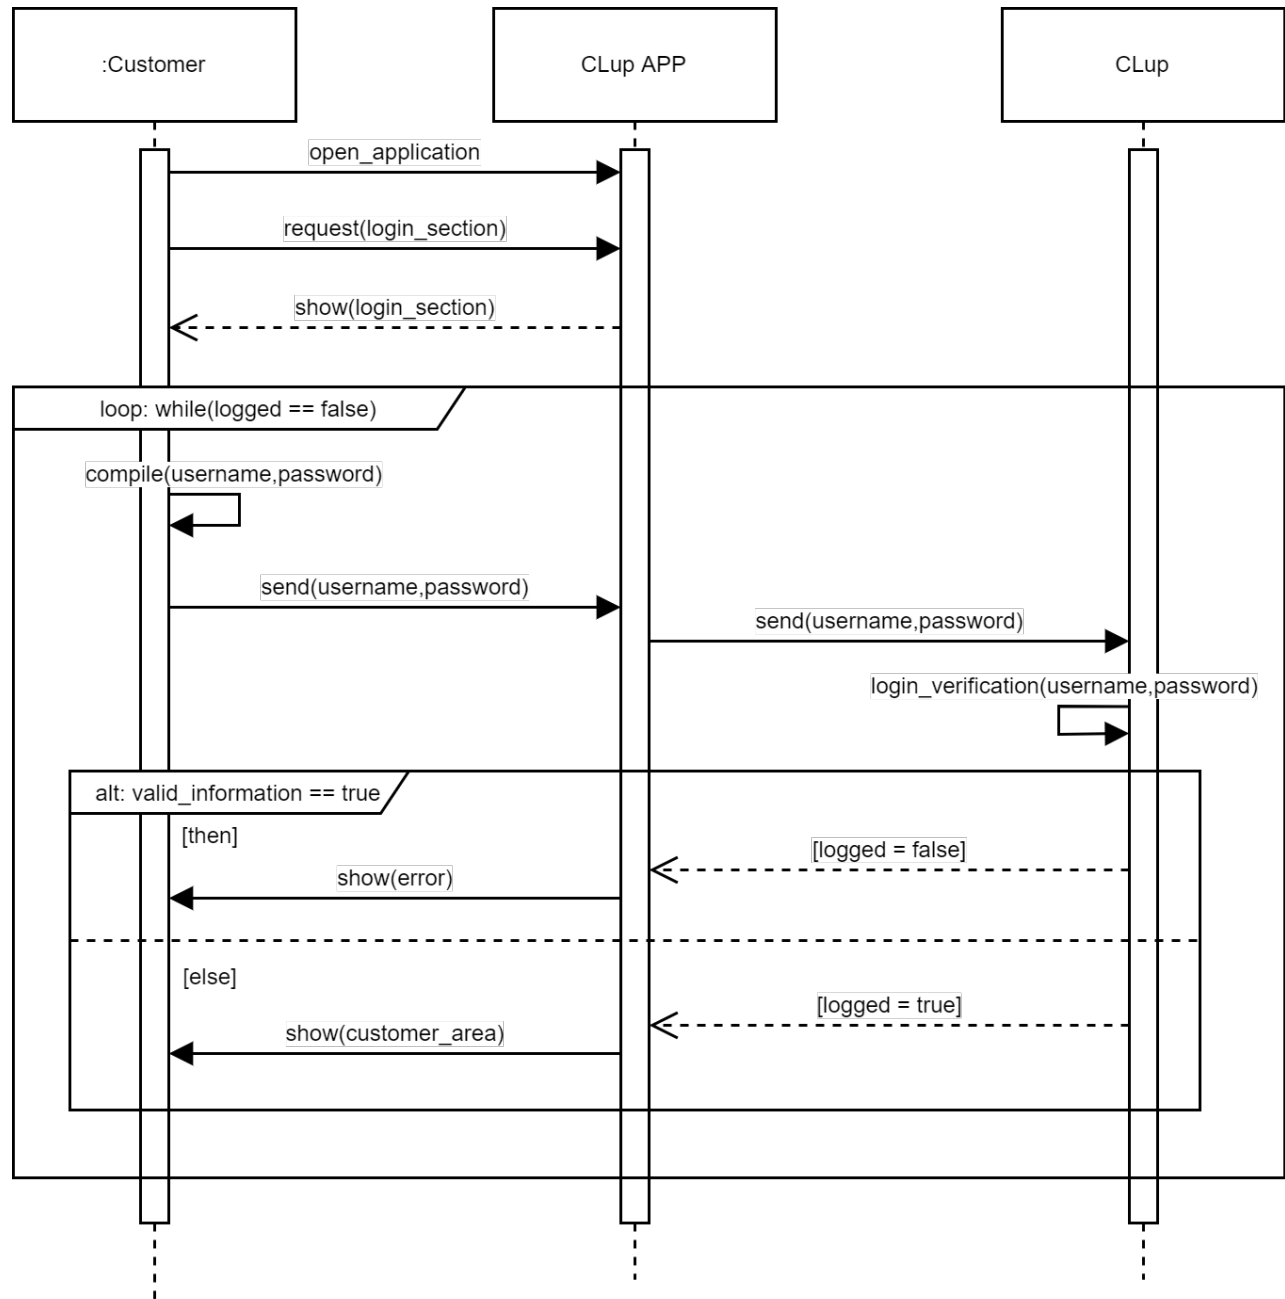 :Customer
CLup APP
CLup
open_application
request(login_section)
show(login_section)
loop: while(logged == false)
compile(username,password)
send(username,password)
send(username,password)
login_verification(username,password)
alt: valid_information == true
[then]
[logged = false]
show(error)
[else]
[logged = true]
show(customer_area)